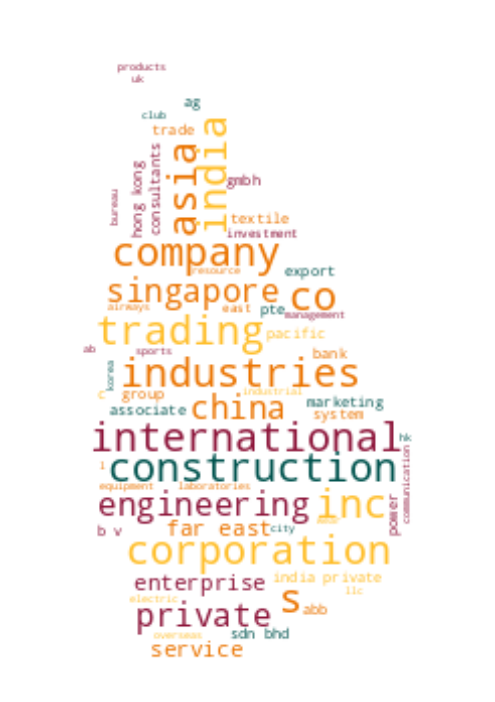 products
uk
ag
club
trade
india
asia
consultants
hong kong
bureau
gmbh
textile
investment
company
resource
export
singapore
co
airways
east
pte
management
trading
pacific
ab
sports
bank
korea
industries
c
group
industrial
associate
china
marketing
system
international
hk
l
construction
communication
equipment
laboratories
engineering
inc
power
b v
far east
city
corporation
enterprise
india private
llc
electric
s
abb
private
overseas
sdn bhd
service